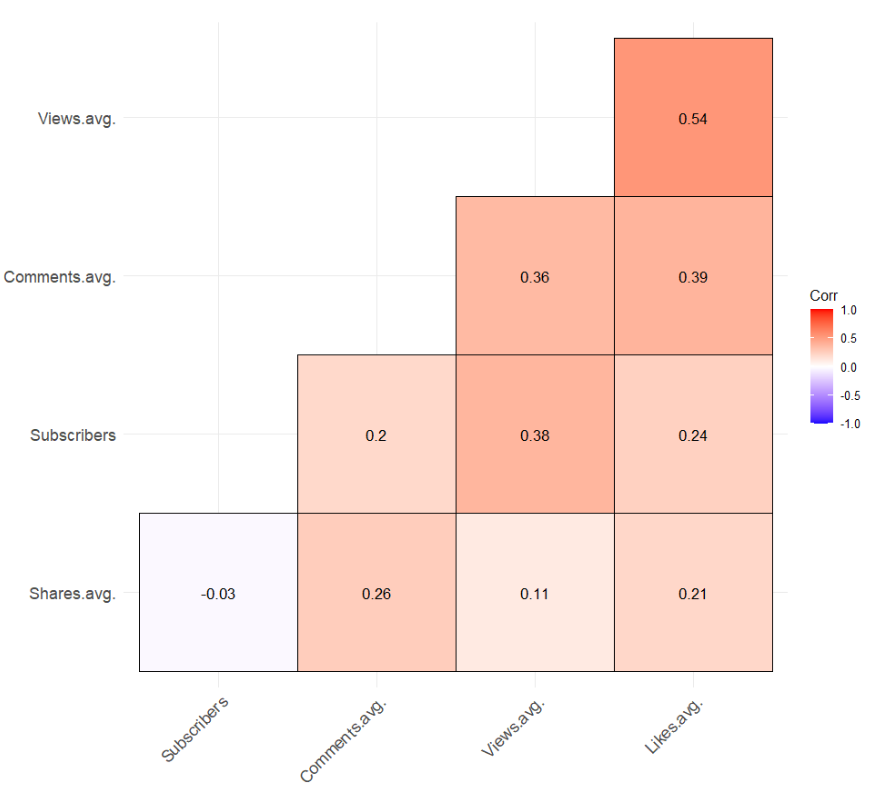 Views.avg.
0.54
Comments.avg.
0.36
0.39
Subscribers
0.2
0.38
0.24
Shares.avg.
-0.03
0.26
0.11
0.21
Subscribers
Comments.avg.
Views.avg.
Likes.avg.
Corr
1.0
0.5
0.0
-0.5
-1.0